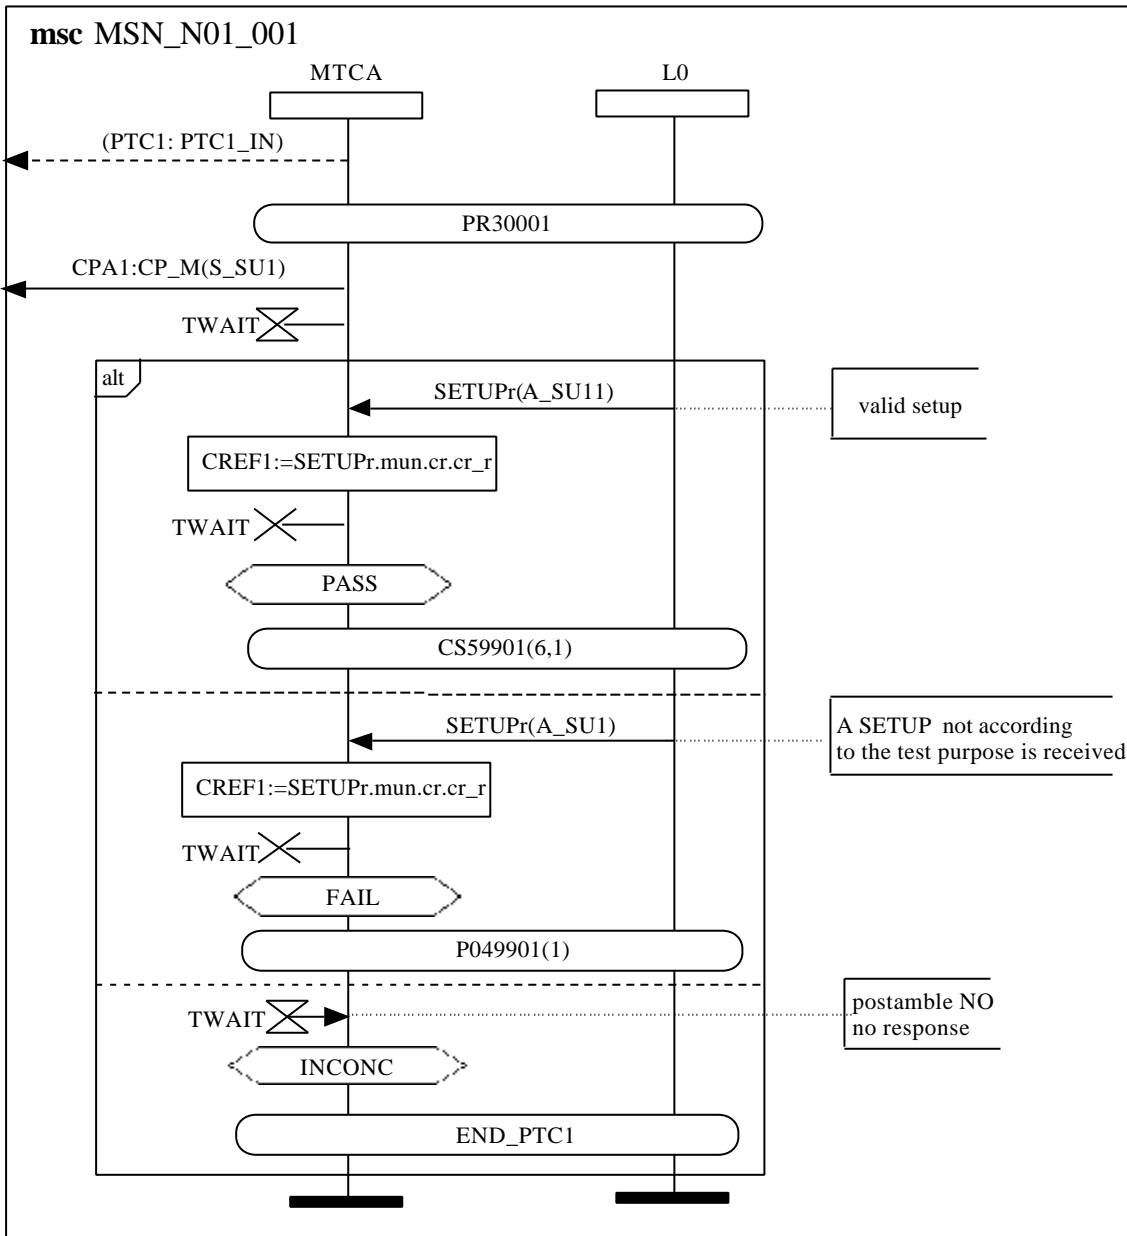 msc MSN_N01_001
MTCA
L0
(PTC1: PTC1_IN)
PR30001
CPA1:CP_M(S_SU1)
TWAIT
alt
SETUPr(A_SU11)
valid setup
CREF1:=SETUPr.mun.cr.cr_r
TWAIT
PASS
CS59901(6,1)
SETUPr(A_SU1)
A SETUP not according
to the test purpose is received
CREF1:=SETUPr.mun.cr.cr_r
TWAIT
FAIL
P049901(1)
TWAIT
postamble NO
no response
INCONC
END_PTC1